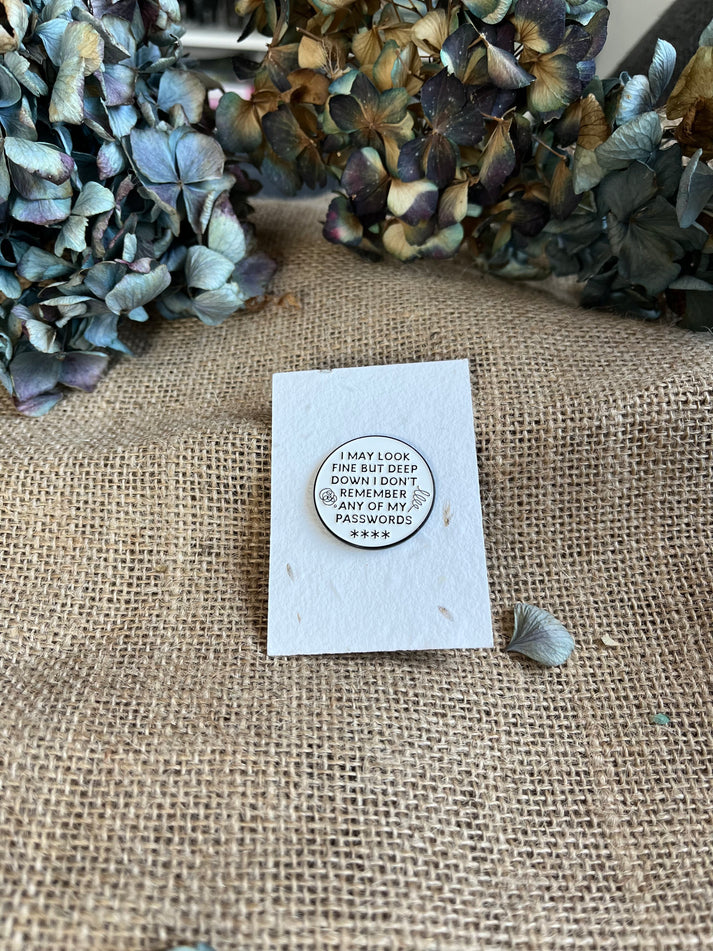 I MAY LOOK
FINE BUT DEEP
DOWN I DON'T
REMEMBER
ANY OF MY
PASSWORDS
****